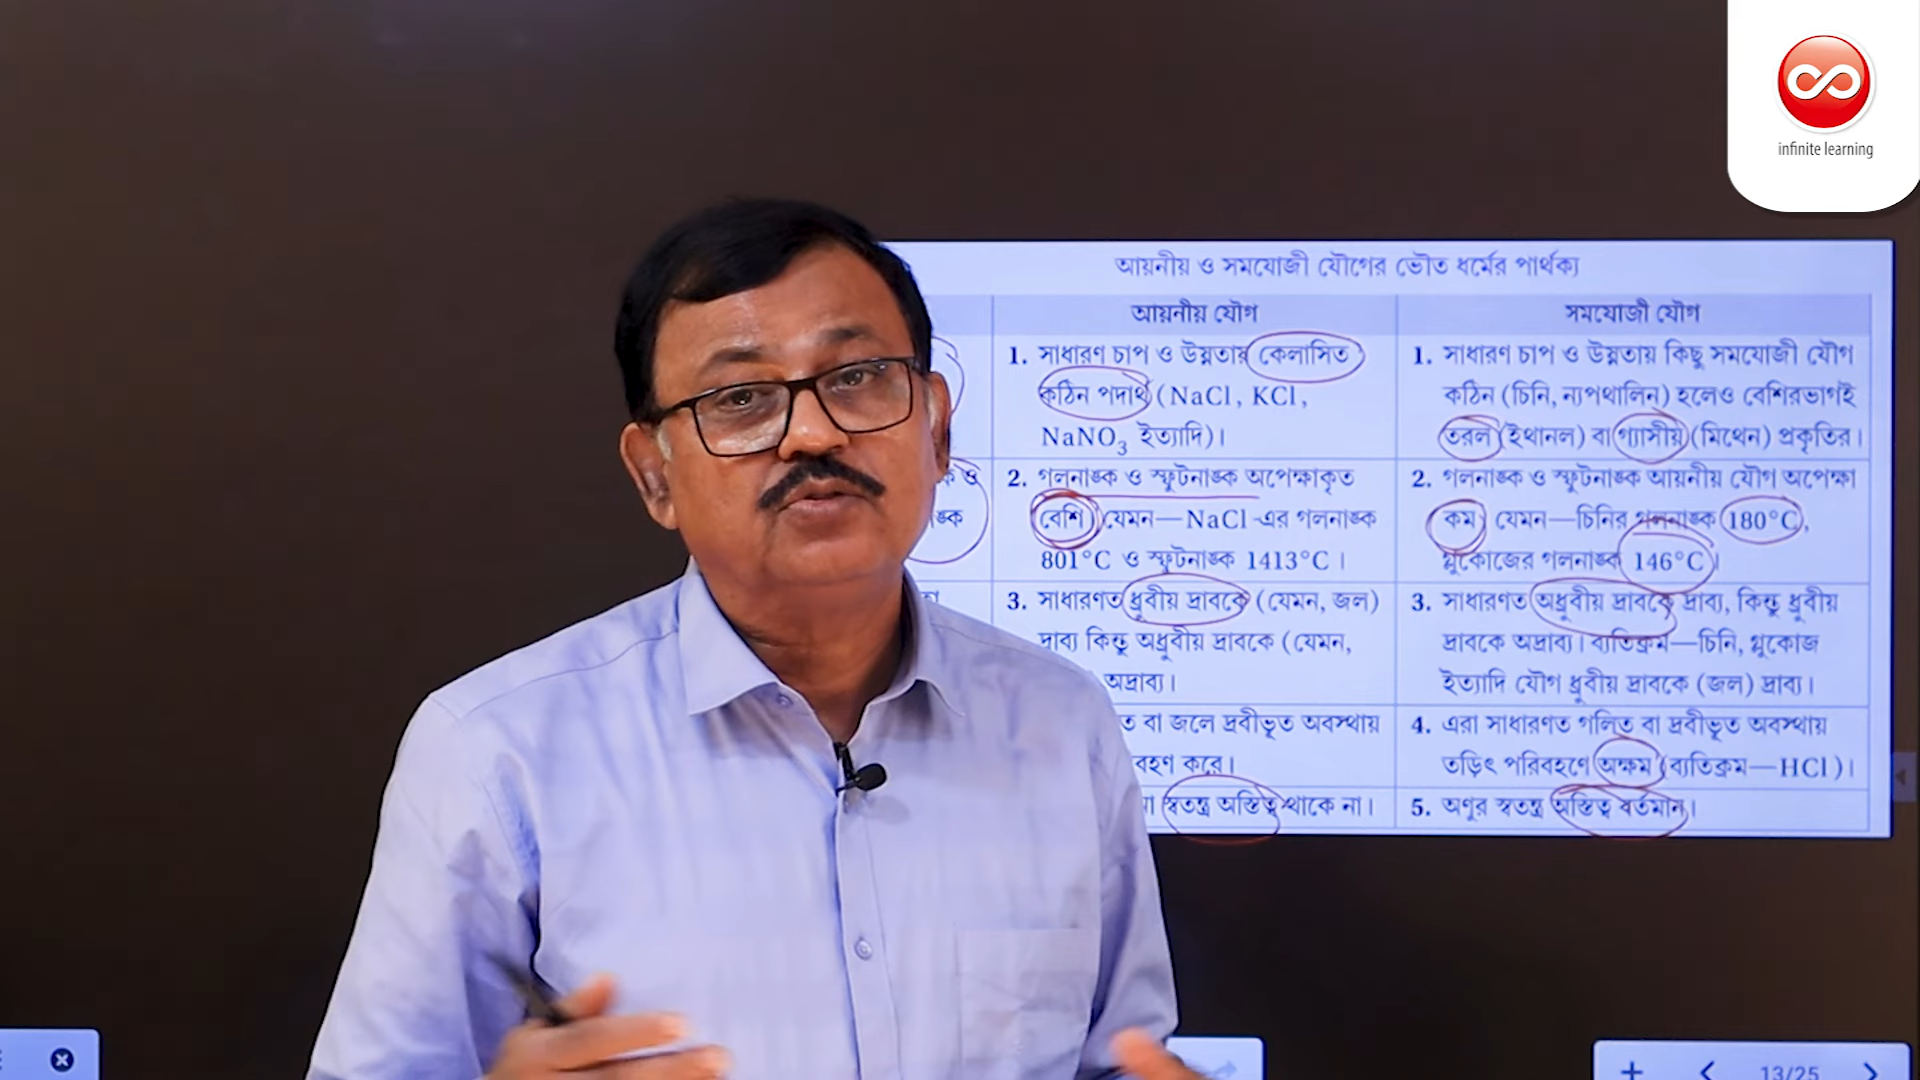 infinite learning
আয়নীয় ও সমযোজী যৌগের ভৌত ধর্মের পার্থক্য
আয়নীয় যৌগ
1. সাধারণ চাপ ও উষ্ণতায় কেলাসিত
কঠিন পদার্থ (NaCl, KCl,
NaNO₃ ইত্যাদি)।
2. গলনাঙ্ক ও স্ফুটনাঙ্ক অপেক্ষাকৃত
বেশি যেমন—NaCl-এর গলনাঙ্ক
801°C ও স্ফুটনাঙ্ক 1413°C।
3. সাধারণত ধ্রুবীয় দ্রাবকে (যেমন, জল)
দ্রাব্য কিন্তু অধ্রুবীয় দ্রাবকে (যেমন,
অদ্রাব্য।
ত বা জলে দ্রবীভূত অবস্থায়
বহণ করে।
স্বতন্ত্র অস্তিত্ব থাকে না।
সমযোজী যৌগ
1. সাধারণ চাপ ও উষ্ণতায় কিছু সমযোজী যৌগ
কঠিন (চিনি, ন্যপথালিন) হলেও বেশিরভাগই
তরল (ইথানল) বা গ্যাসীয় (মিথেন) প্রকৃতির।
2. গলনাঙ্ক ও স্ফুটনাঙ্ক আয়নীয় যৌগ অপেক্ষা
কম যেমন—চিনির গলনাঙ্ক 180°C,
গ্লুকোজের গলনাঙ্ক 146°C।
3. সাধারণত অধ্রুবীয় দ্রাবকে দ্রাব্য, কিন্তু ধ্রুবীয়
দ্রাবকে অদ্রাব্য। ব্যতিক্রম—চিনি, গ্লুকোজ
ইত্যাদি যৌগ ধ্রুবীয় দ্রাবকে (জল) দ্রাব্য।
4. এরা সাধারণত গলিত বা দ্রবীভূত অবস্থায়
তড়িৎ পরিবহণে অক্ষম (ব্যতিক্রম—HCl)।
5. অণুর স্বতন্ত্র অস্তিত্ব বর্তমান।
13/25